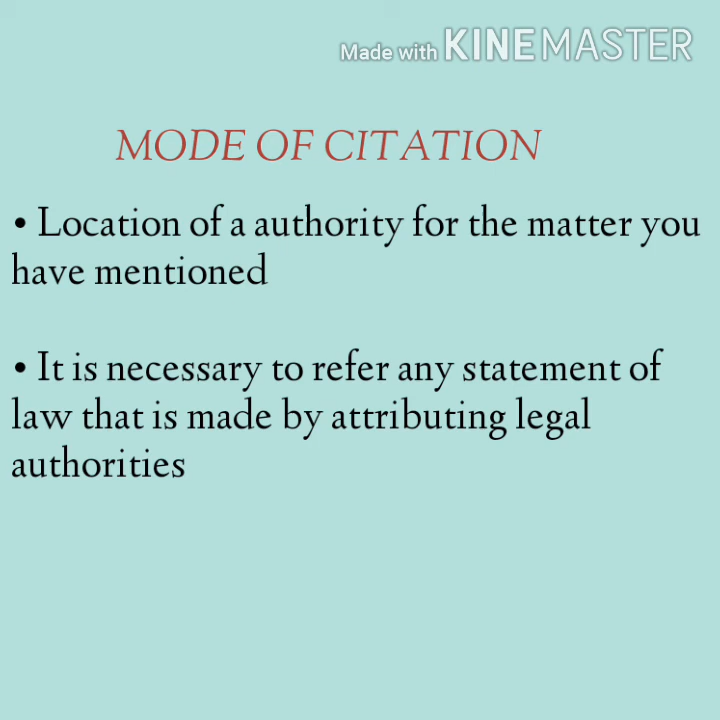 Made with KINEMASTER
MODE OF CITATION
• Location of a authority for the matter you
have mentioned
• It is necessary to refer any statement of
law that is made by attributing legal
authorities